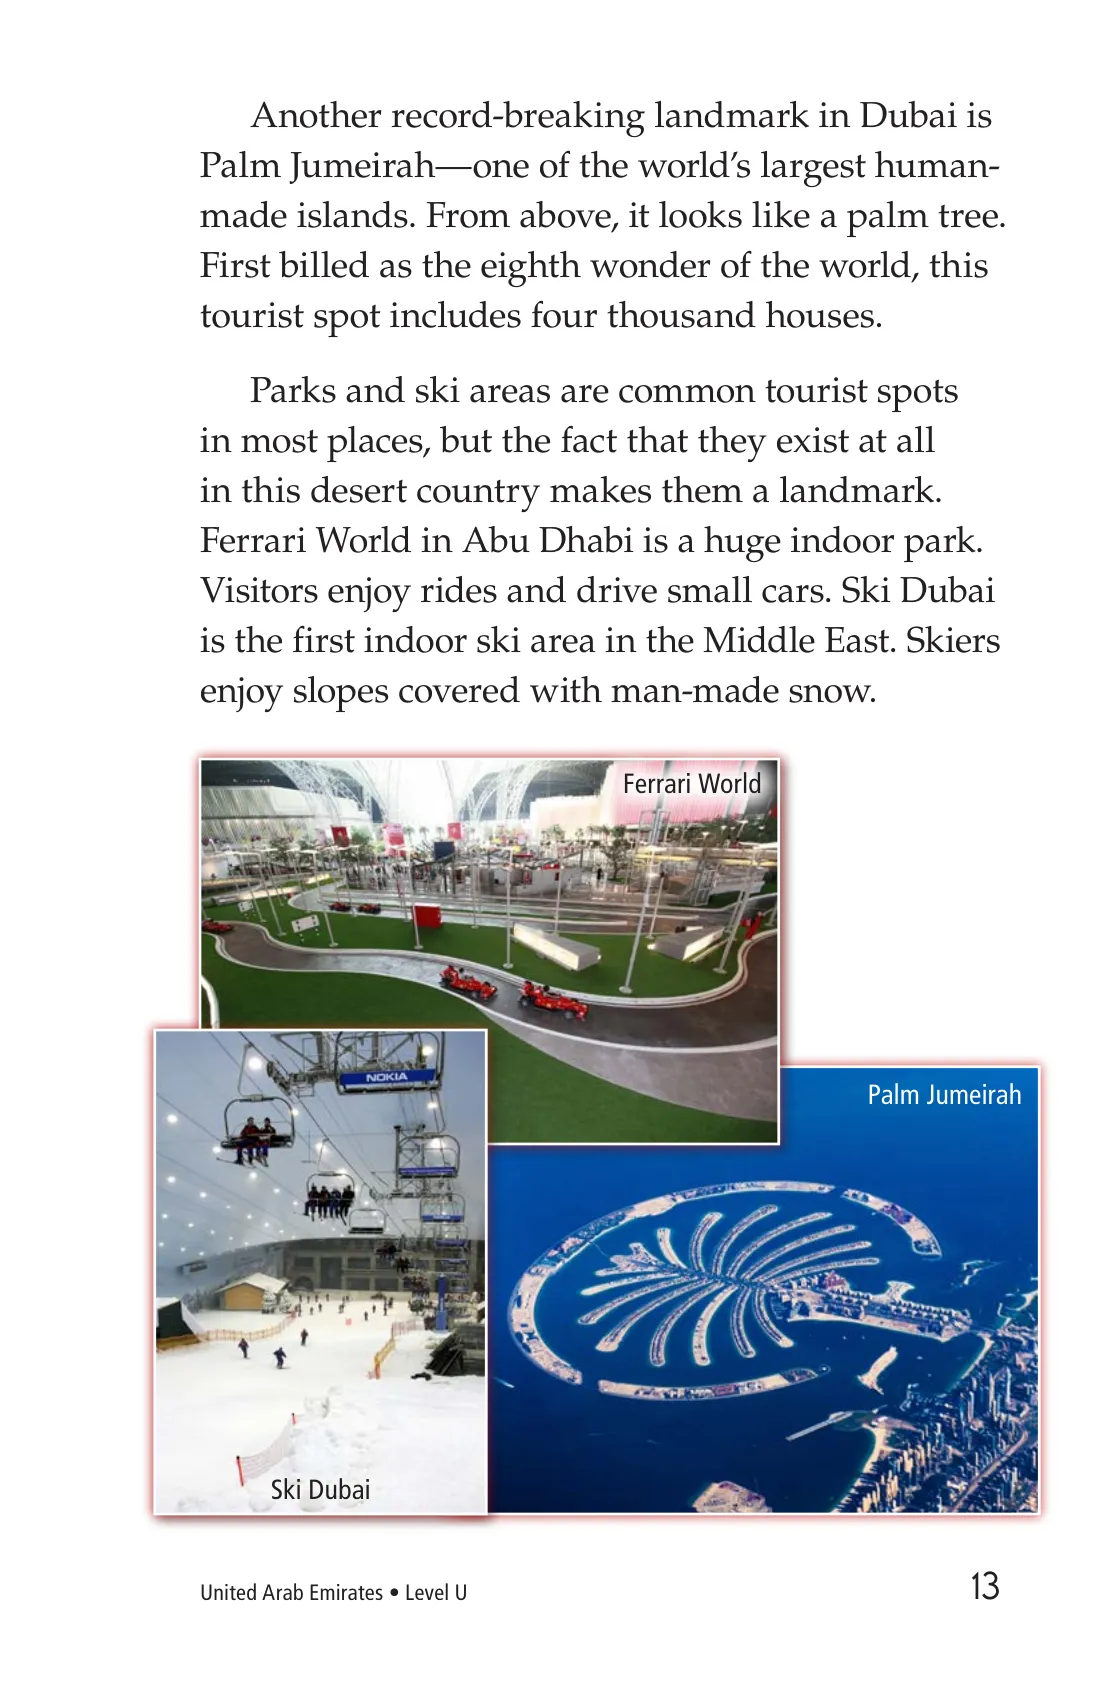 Another record-breaking landmark in Dubai is
Palm Jumeirah—one of the world's largest human-
made islands. From above, it looks like a palm tree.
First billed as the eighth wonder of the world, this
tourist spot includes four thousand houses.
Parks and ski areas are common tourist spots
in most places, but the fact that they exist at all
in this desert country makes them a landmark.
Ferrari World in Abu Dhabi is a huge indoor park.
Visitors enjoy rides and drive small cars. Ski Dubai
is the first indoor ski area in the Middle East. Skiers
enjoy slopes covered with man-made snow.
Ferrari World
NOKIA
Palm Jumeirah
Ski Dubai
United Arab Emirates • Level U
13